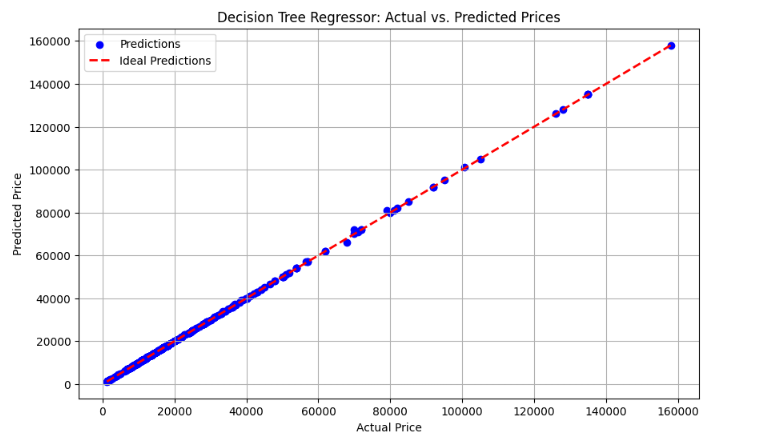 Decision Tree Regressor: Actual vs. Predicted Prices
Predictions
Ideal Predictions
160000
140000
120000
100000
80000
60000
40000
20000
0
Predicted Price
0 20000 40000 60000 80000 100000 120000 140000 160000
Actual Price